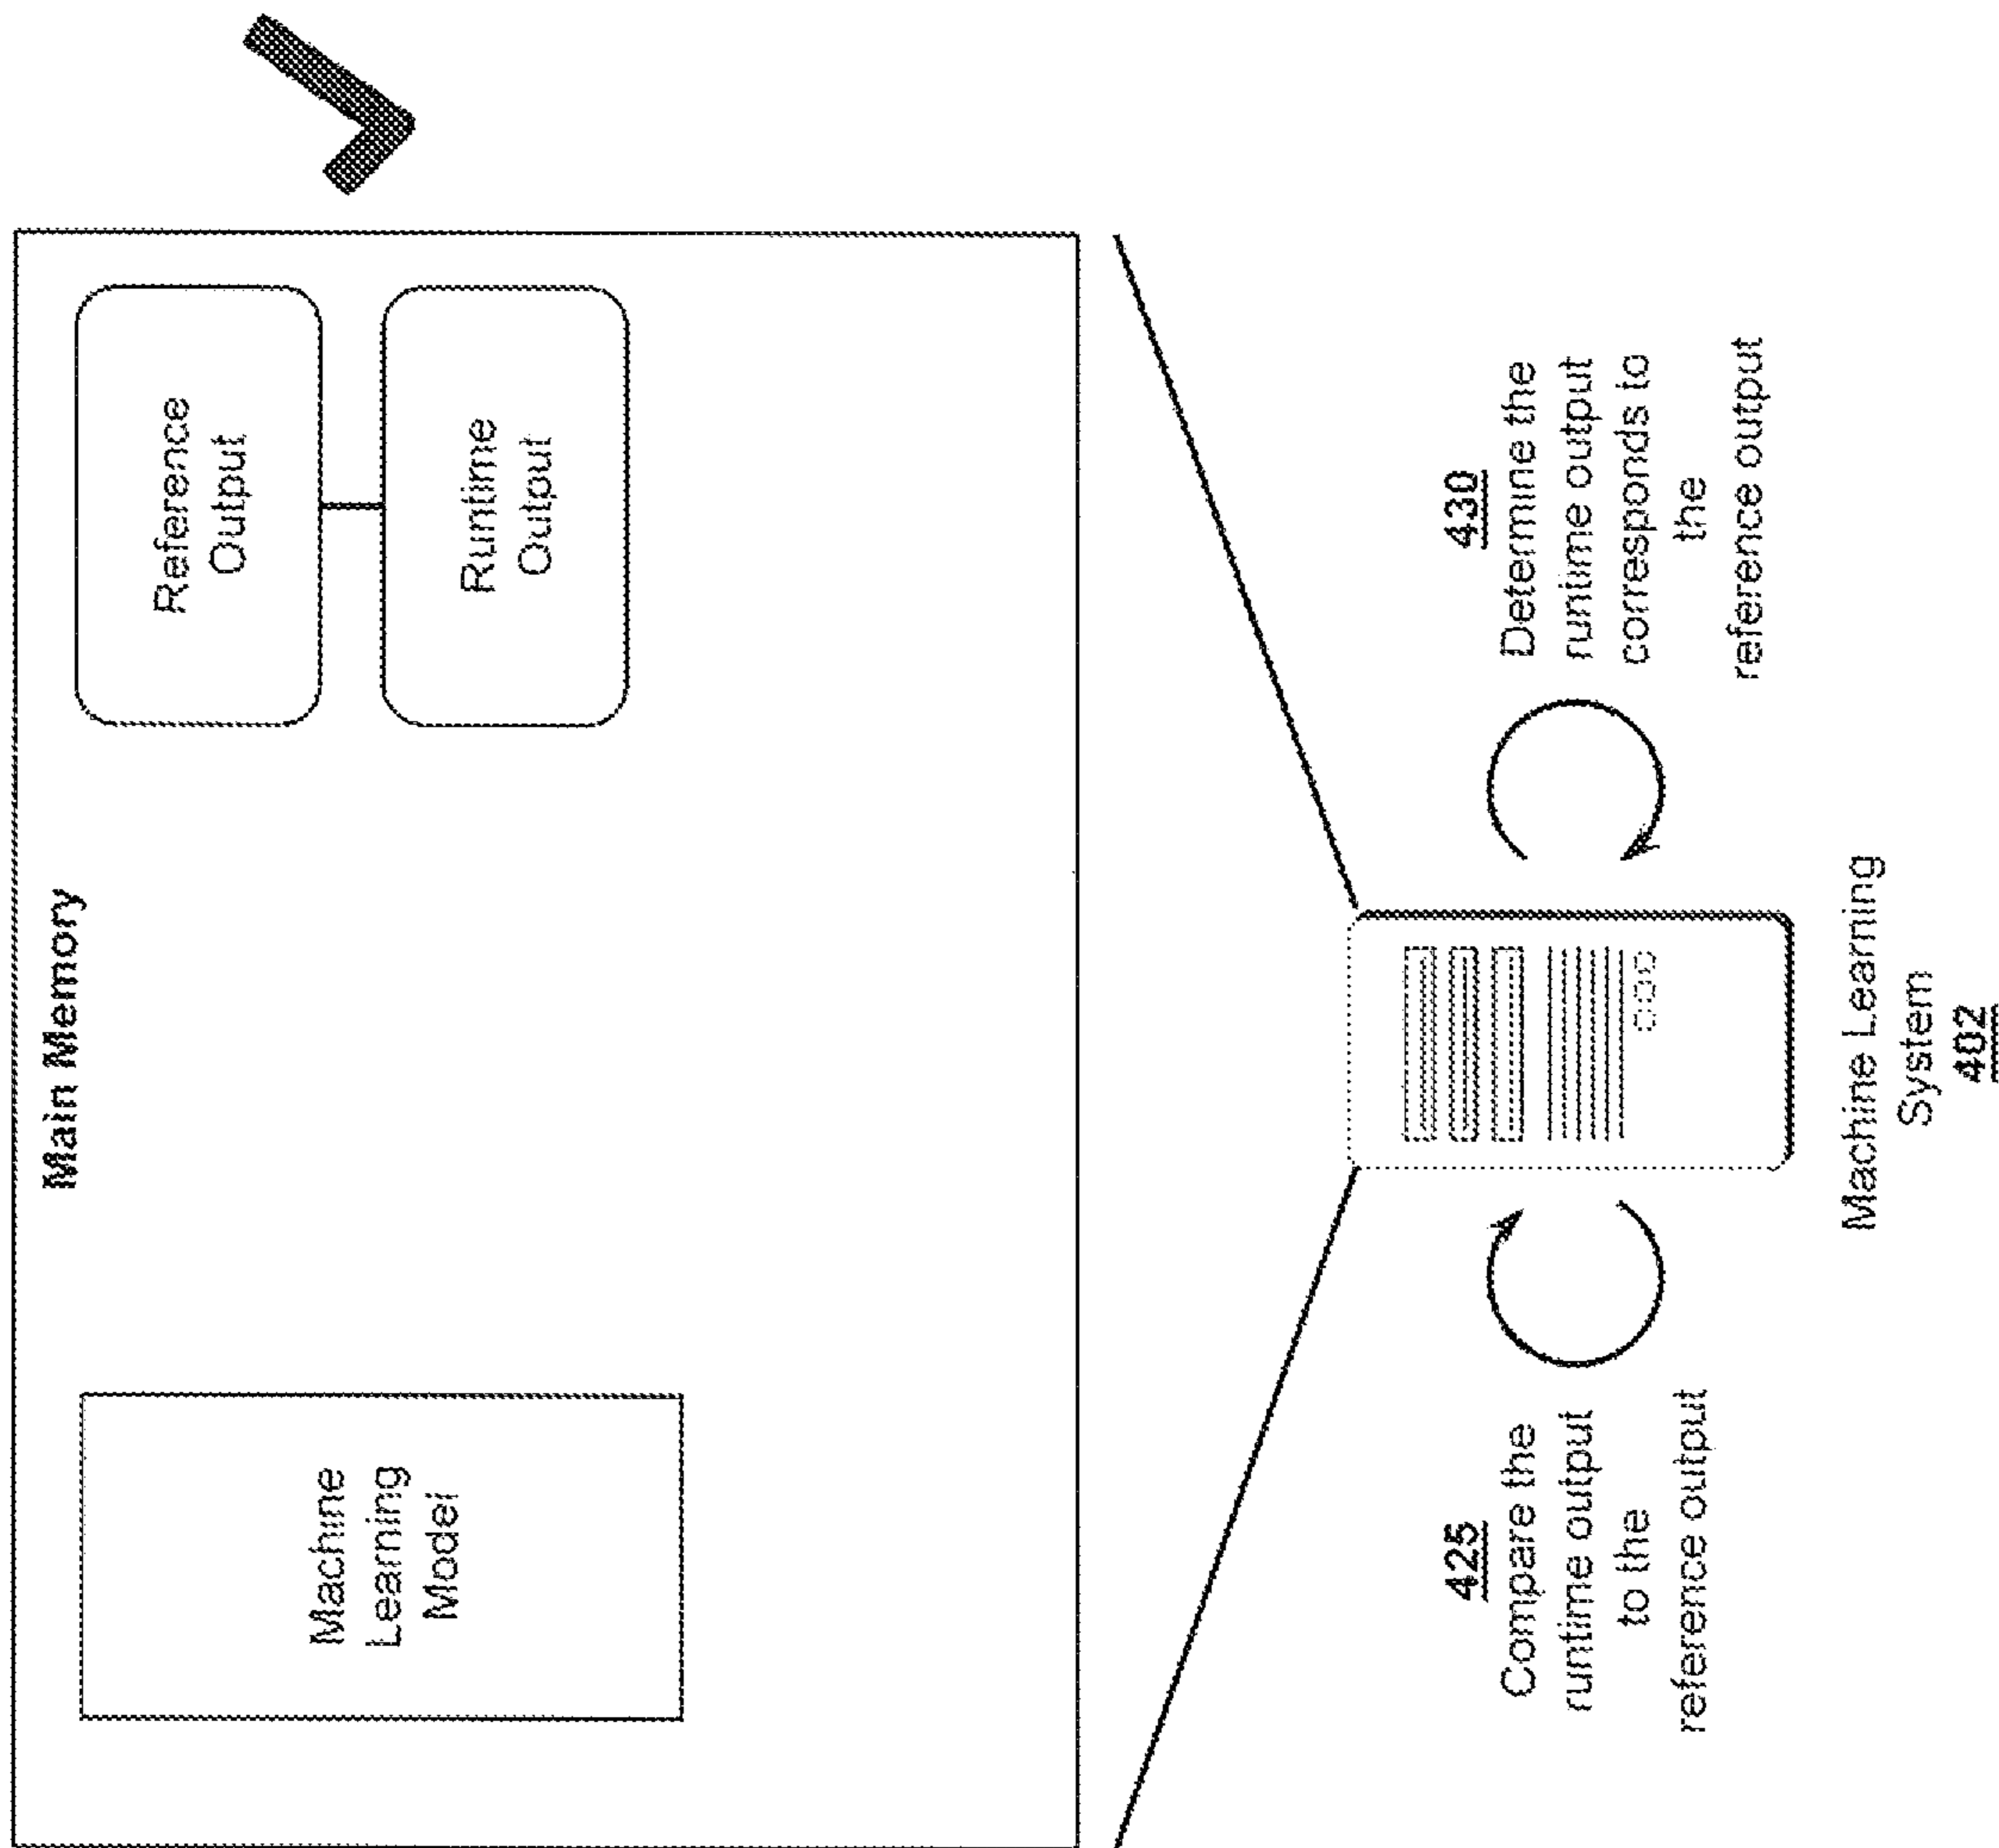 Main Memory
Machine
Learning
Model
Reference
Output
Runtime
Output
425
Compare the
runtime output
to the
reference output
430
Determine the
runtime output
corresponds to
the
reference output
Machine Learning
System
402